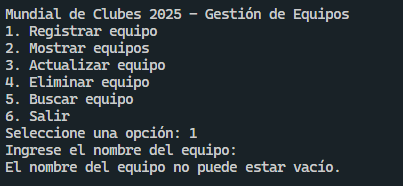 Mundial de Clubes 2025 - Gestión de Equipos
1. Registrar equipo
2. Mostrar equipos
3. Actualizar equipo
4. Eliminar equipo
5. Buscar equipo
6. Salir
Seleccione una opción: 1
Ingrese el nombre del equipo:
El nombre del equipo no puede estar vacío.